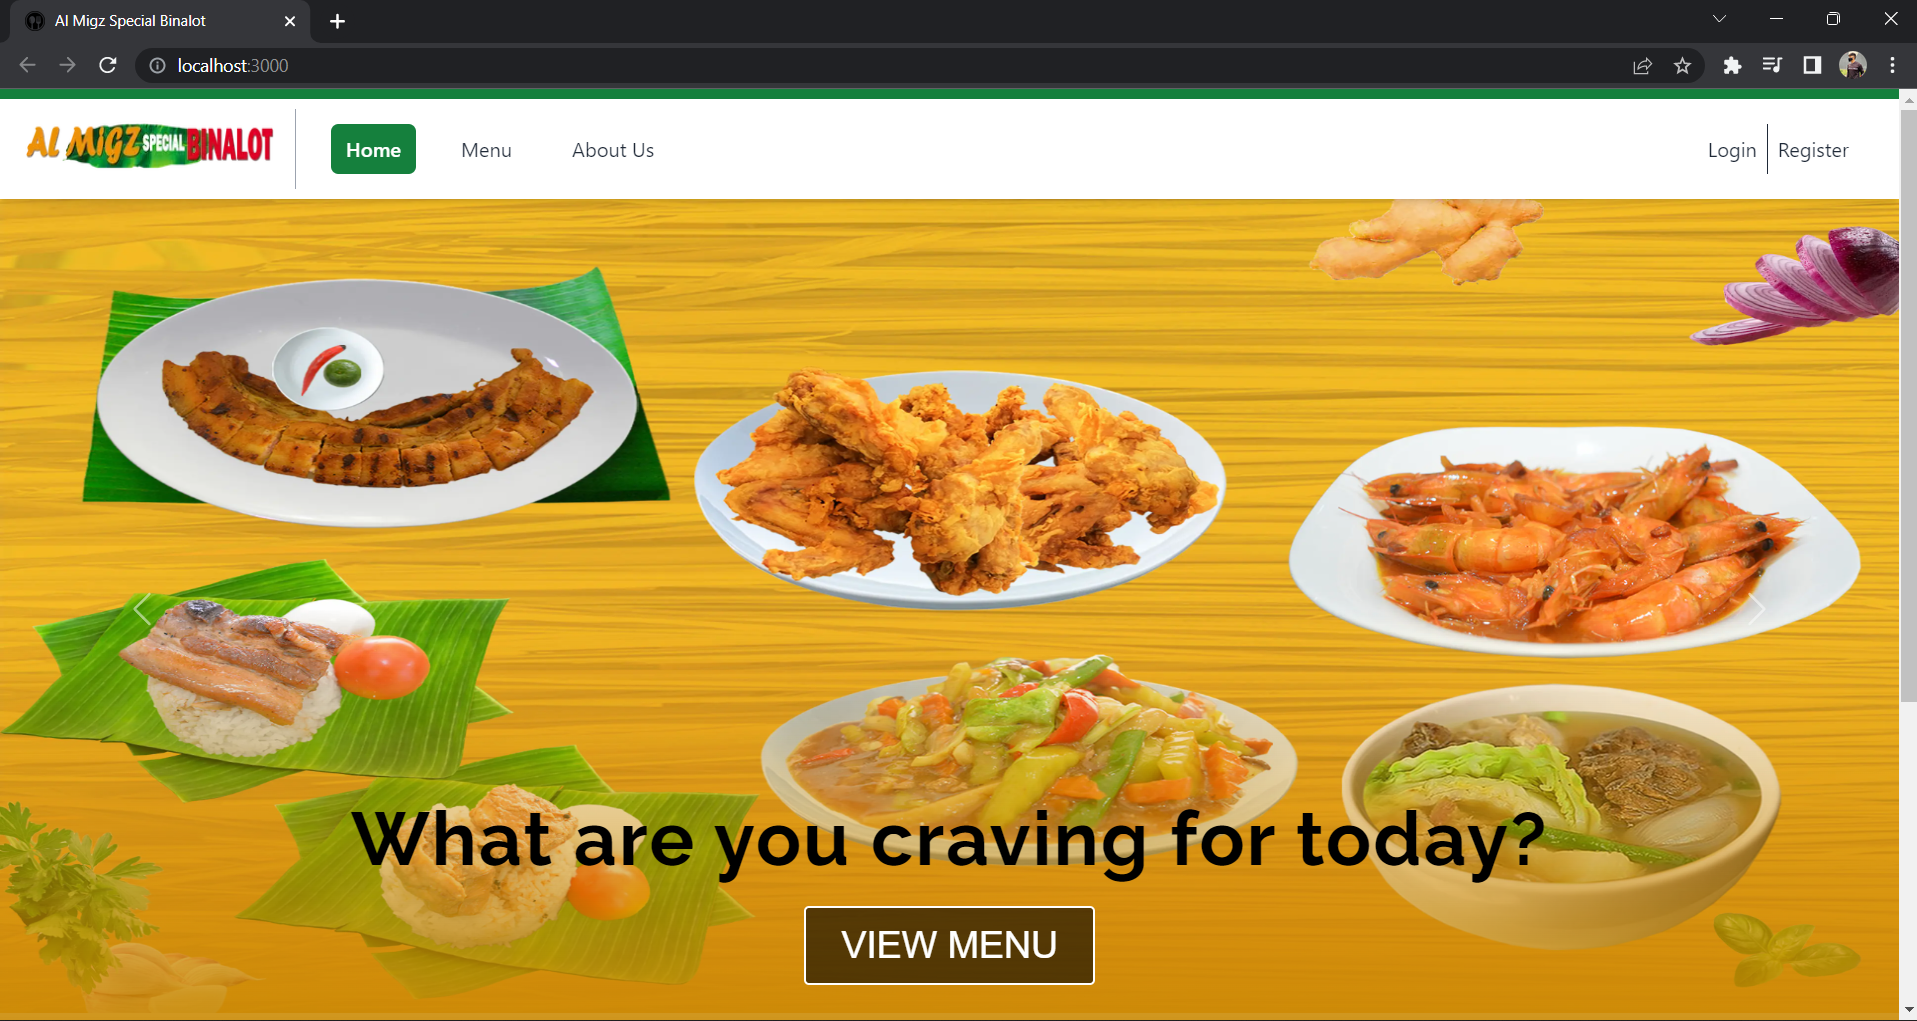 Al Migz Special Binalot
localhost:3000
Al MiGZ SPECIAL BINALOT
Home
Menu
About Us
Login
Register
What are you craving for today?
VIEW MENU